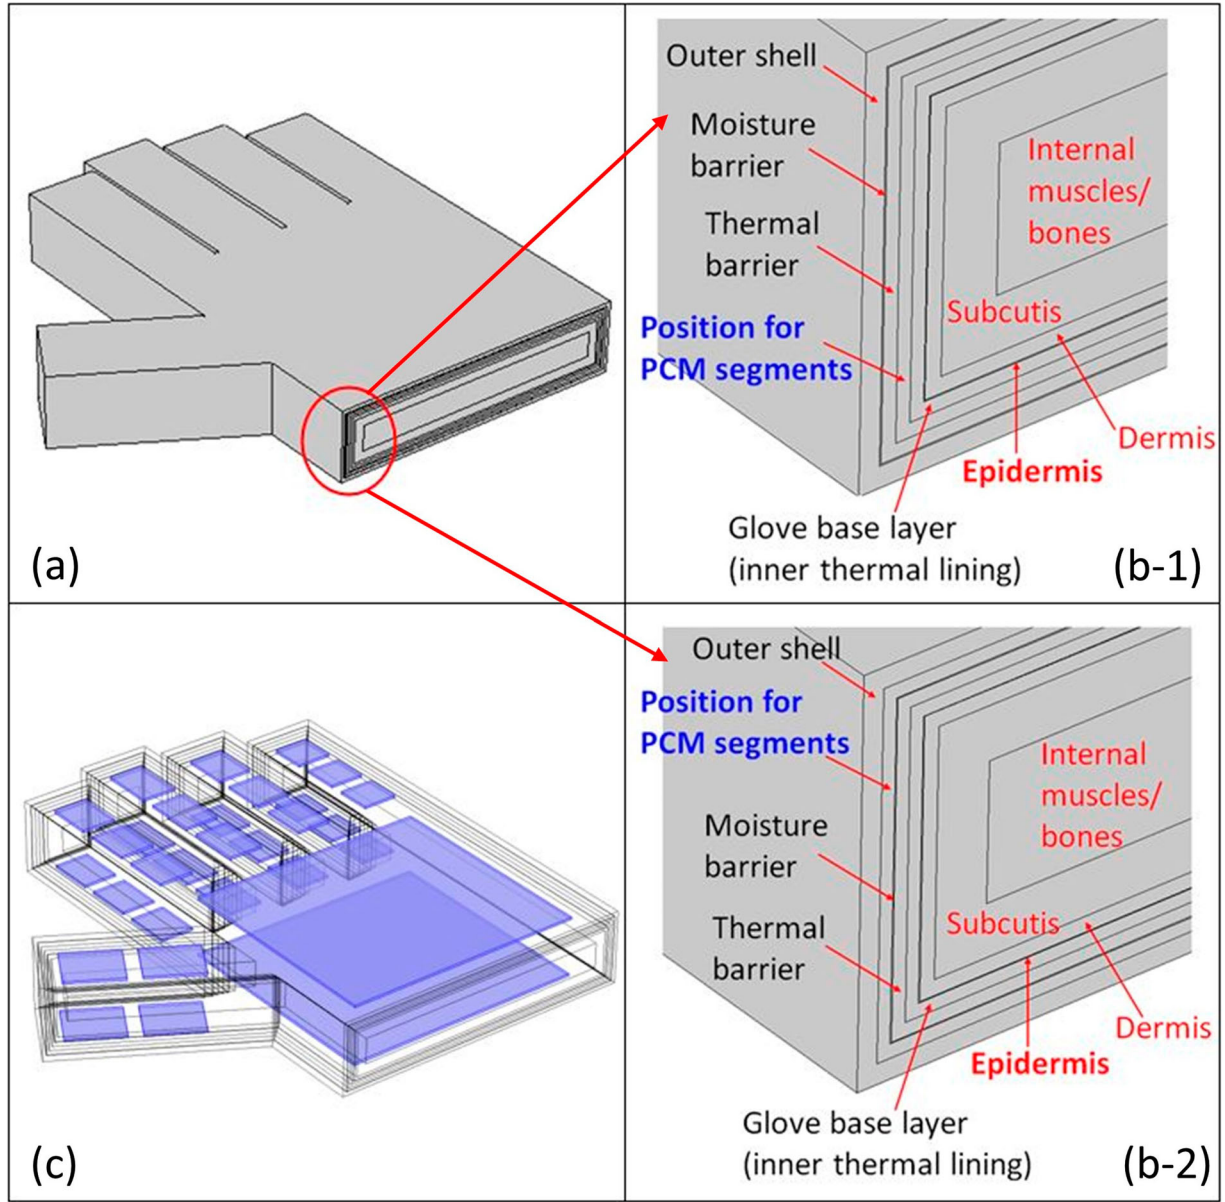 (a)
Outer shell
Moisture
barrier
Thermal
barrier
Position for
PCM segments
Internal
muscles/
bones
Subcutis
Dermis
Epidermis
Glove base layer
(inner thermal lining)
(b-1)
(c)
Outer shell
Position for
PCM segments
Moisture
barrier
Thermal
barrier
Internal
muscles/
bones
Subcutis
Dermis
Epidermis
Glove base layer
(inner thermal lining)
(b-2)